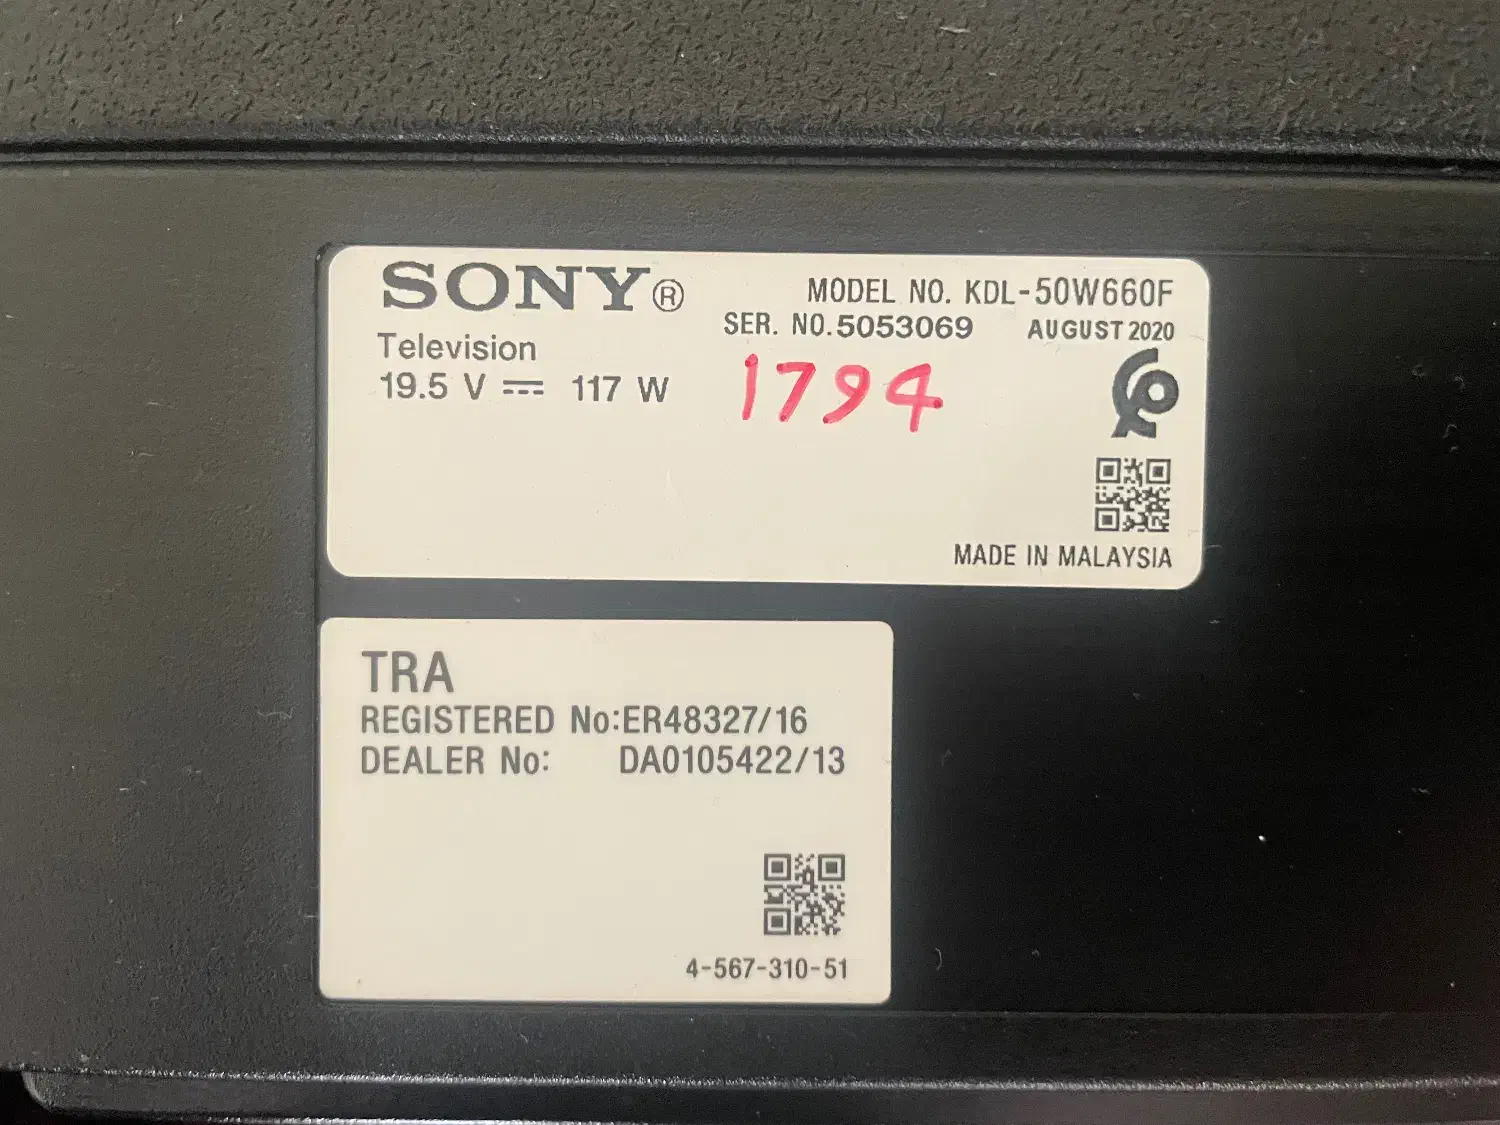 SONY®
MODEL NO. KDL-50W660F
SER. NO.5053069 AUGUST 2020
Television
19.5 V ⎓ 117 W
1794
MADE IN MALAYSIA
TRA
REGISTERED No:ER48327/16
DEALER No: DA0105422/13
4-567-310-51